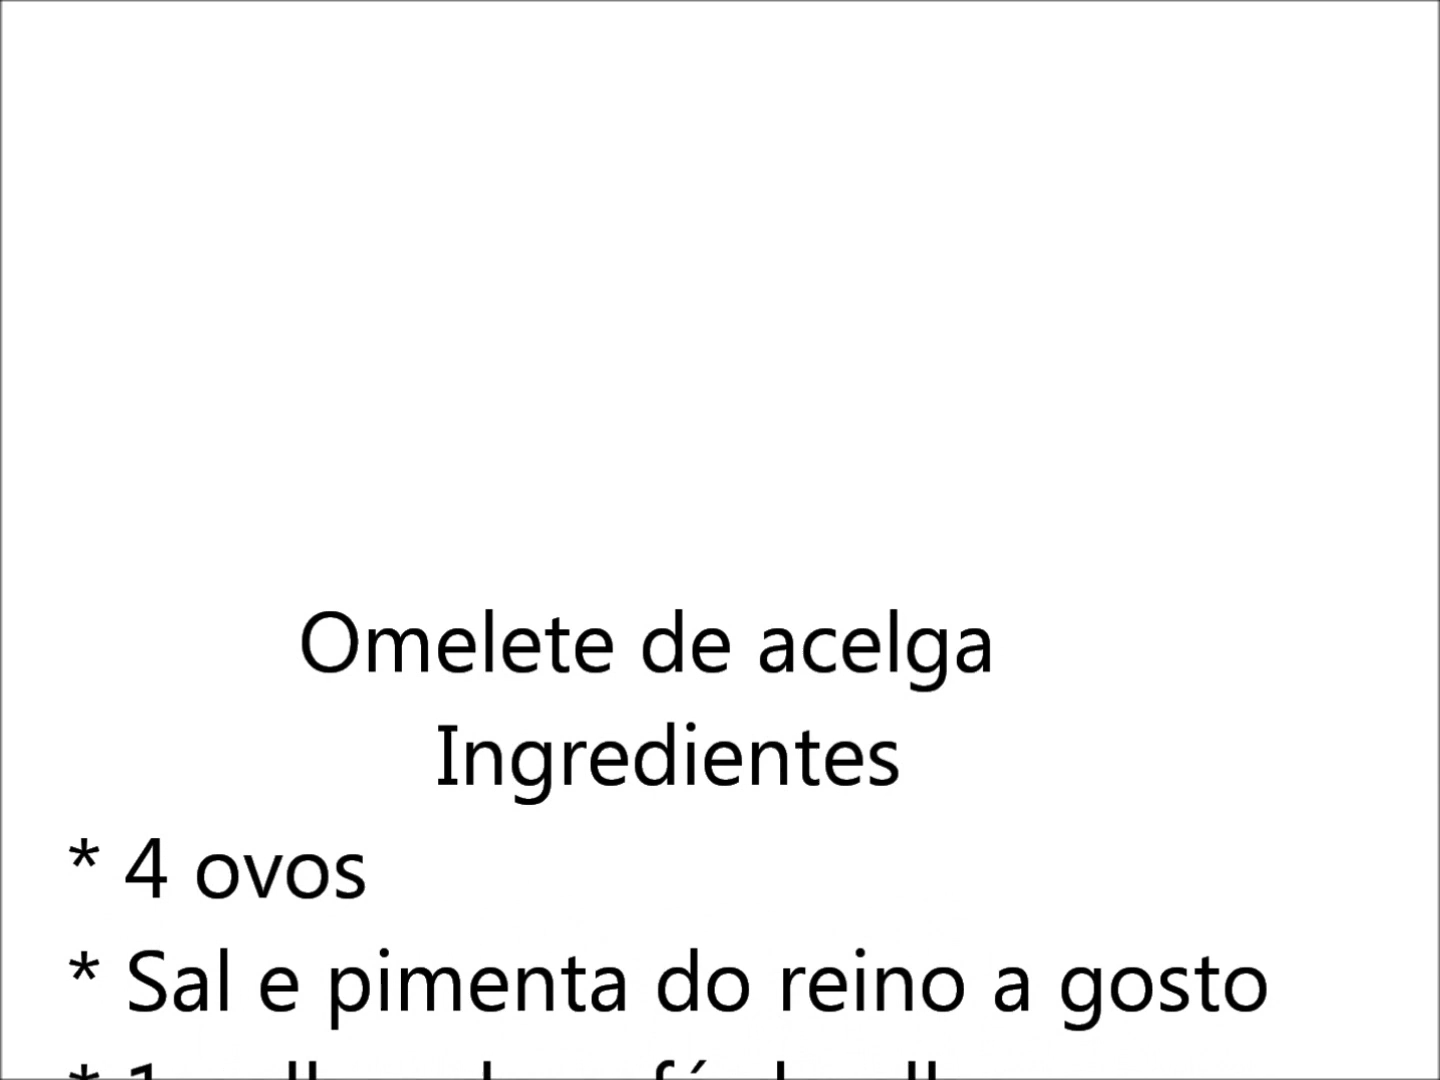 Omelete de acelga
Ingredientes
* 4 ovos
* Sal e pimenta do reino a gosto